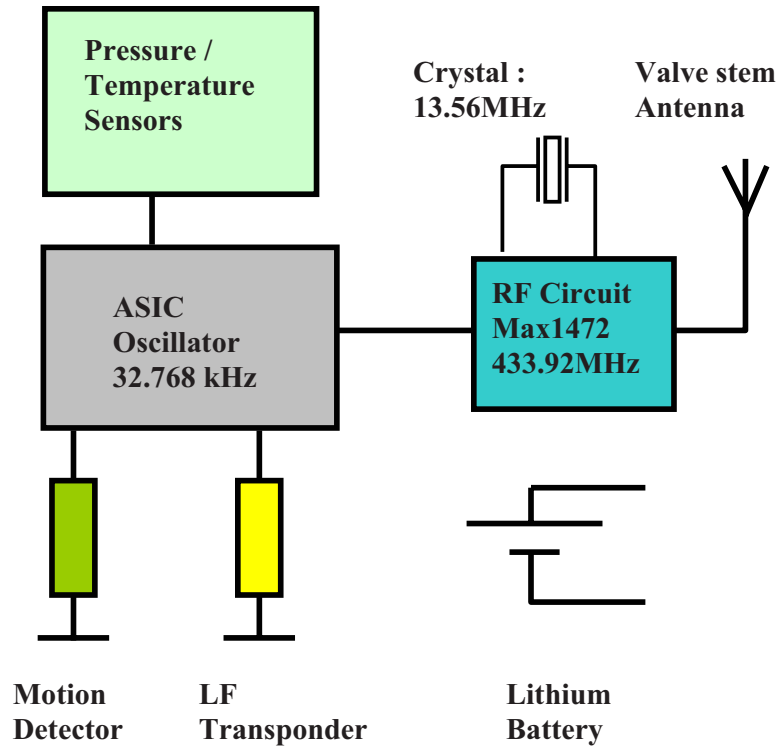 Pressure /
Temperature
Sensors
Crystal :
13.56MHz
Valve stem
Antenna
ASIC
Oscillator
32.768 kHz
RF Circuit
Max1472
433.92MHz
Motion
Detector
LF
Transponder
Lithium
Battery